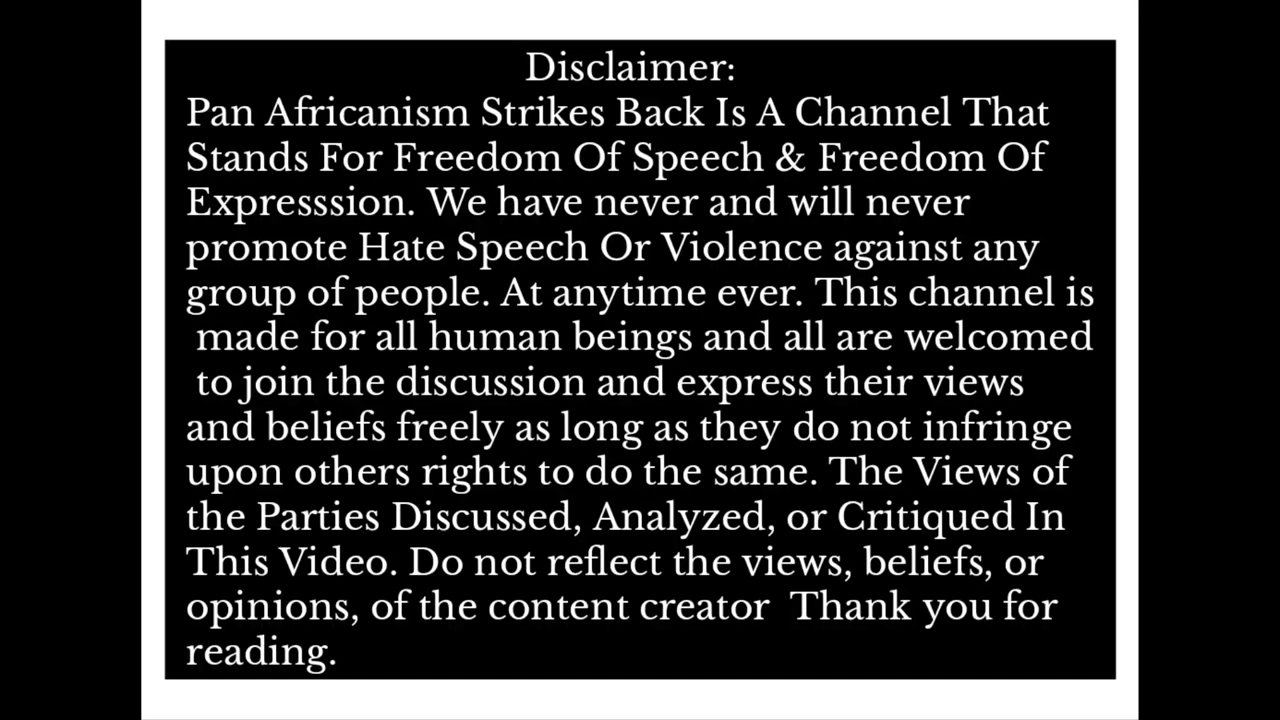 Disclaimer:
Pan Africanism Strikes Back Is A Channel That
Stands For Freedom Of Speech & Freedom Of
Expresssion. We have never and will never
promote Hate Speech Or Violence against any
group of people. At anytime ever. This channel is
made for all human beings and all are welcomed
to join the discussion and express their views
and beliefs freely as long as they do not infringe
upon others rights to do the same. The Views of
the Parties Discussed, Analyzed, or Critiqued In
This Video. Do not reflect the views, beliefs, or
opinions, of the content creator  Thank you for
reading.